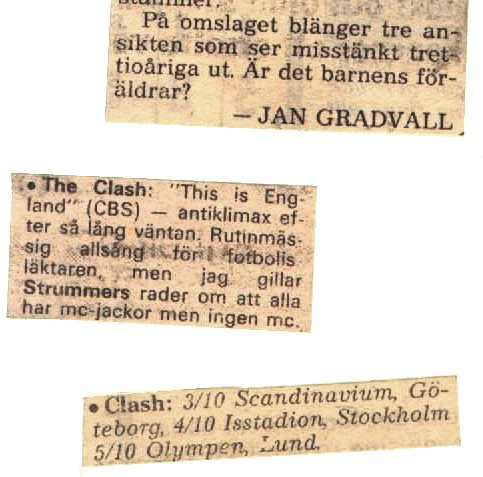 stämmer.
På omslaget blänger tre an-
sikten som ser misstänkt tret-
tioåriga ut. Är det barnens för-
äldrar?
— JAN GRADVALL
• The Clash: "This is Eng-
land" (CBS) — antiklimax ef-
ter så lång väntan. Rutinmäs-
sig allsång för fotbolls
läktaren, men jag gillar
Strummers rader om att alla
har mc-jackor men ingen mc.
• Clash: 3/10 Scandinavium, Gö-
teborg, 4/10 Isstadion, Stockholm
5/10 Olympen, Lund.